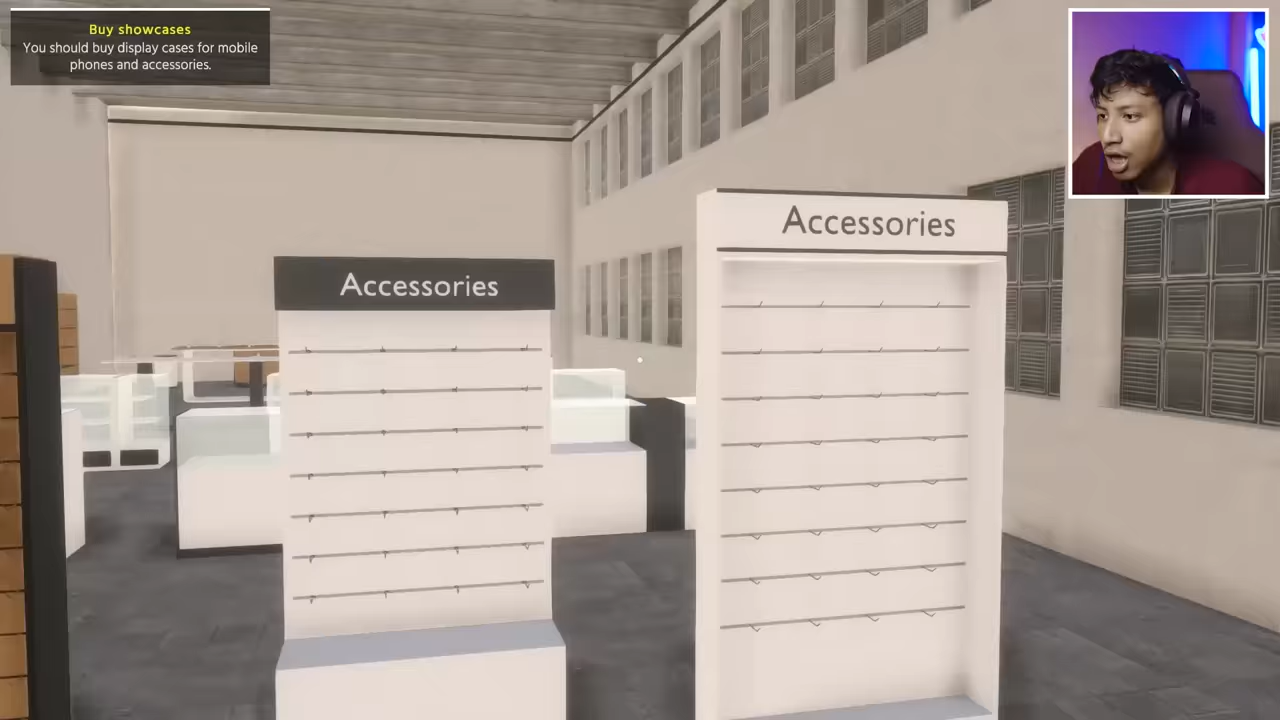 Buy showcases
You should buy display cases for mobile
phones and accessories.
Accessories
Accessories